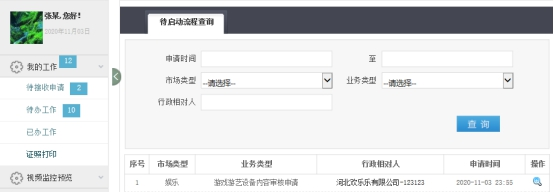 张某,您好!
2020年11月03日
我的工作 12
待接收申请 2
待办工作 10
已办工作
证照打印
视频监控预览
待启动流程查询
申请时间 至
市场类型 --请选择-- 业务类型 --请选择--
行政相对人
查 询
序号 市场类型 业务类型 行政相对人 申请时间 操作
1 娱乐 游戏游艺设备内容审核申请 河北欢乐乐有限公司-123123 2020-11-03 23:55